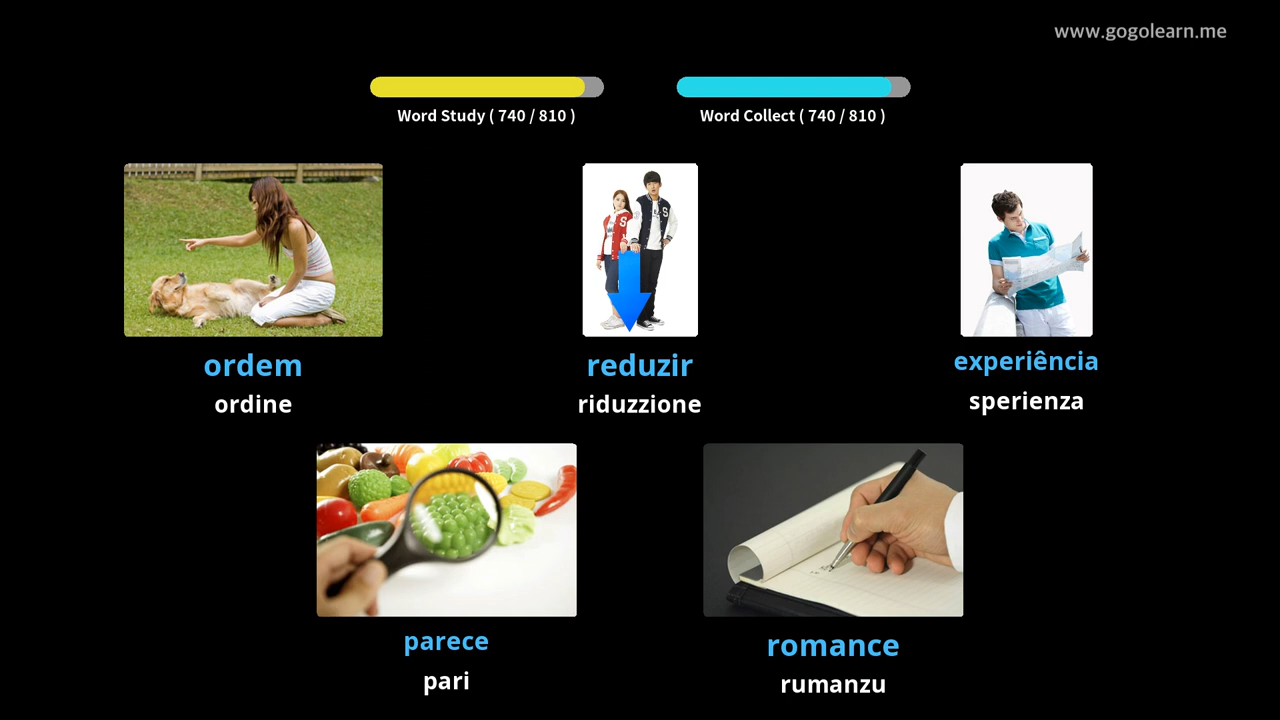 www.gogolearn.me
Word Study ( 740 / 810 )
Word Collect ( 740 / 810 )
ordem
ordine
reduzir
riduzzione
experiência
sperienza
parece
pari
romance
rumanzu